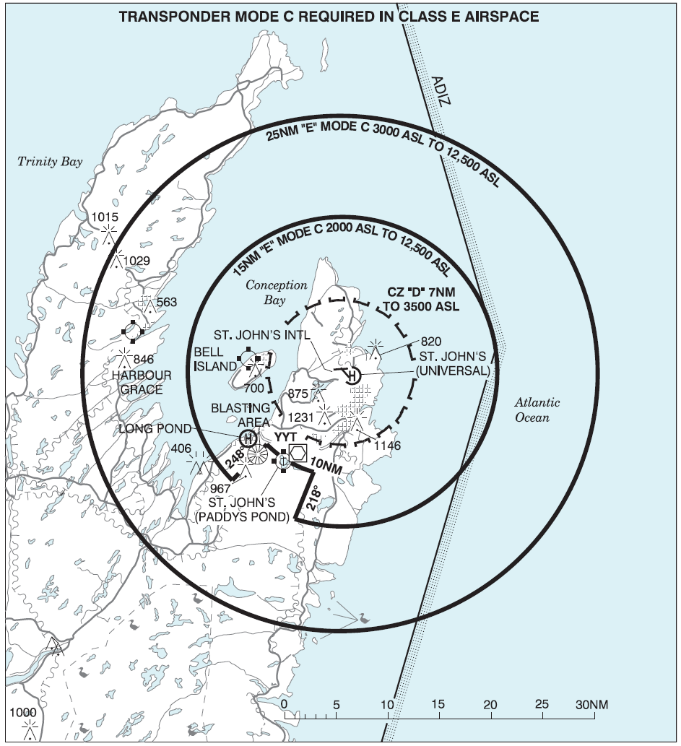 TRANSPONDER MODE C REQUIRED IN CLASS E AIRSPACE
ADIZ
25NM "E" MODE C 3000 ASL TO 12,500 ASL
Trinity Bay
1015
1029
15NM "E" MODE C 2000 ASL TO 12,500 ASL
Conception
Bay
CZ "D" 7NM
TO 3500 ASL
563
ST. JOHN'S INTL
820
ST. JOHN'S
(UNIVERSAL)
BELL
ISLAND
846
HARBOUR
GRACE
700
875
BLASTING
AREA
1231
Atlantic
Ocean
LONG POND
H
H
YYT
1146
406
248°
10NM
967
218°
ST. JOHN'S
(PADDYS POND)
1000
0
5
10
15
20
25
30NM